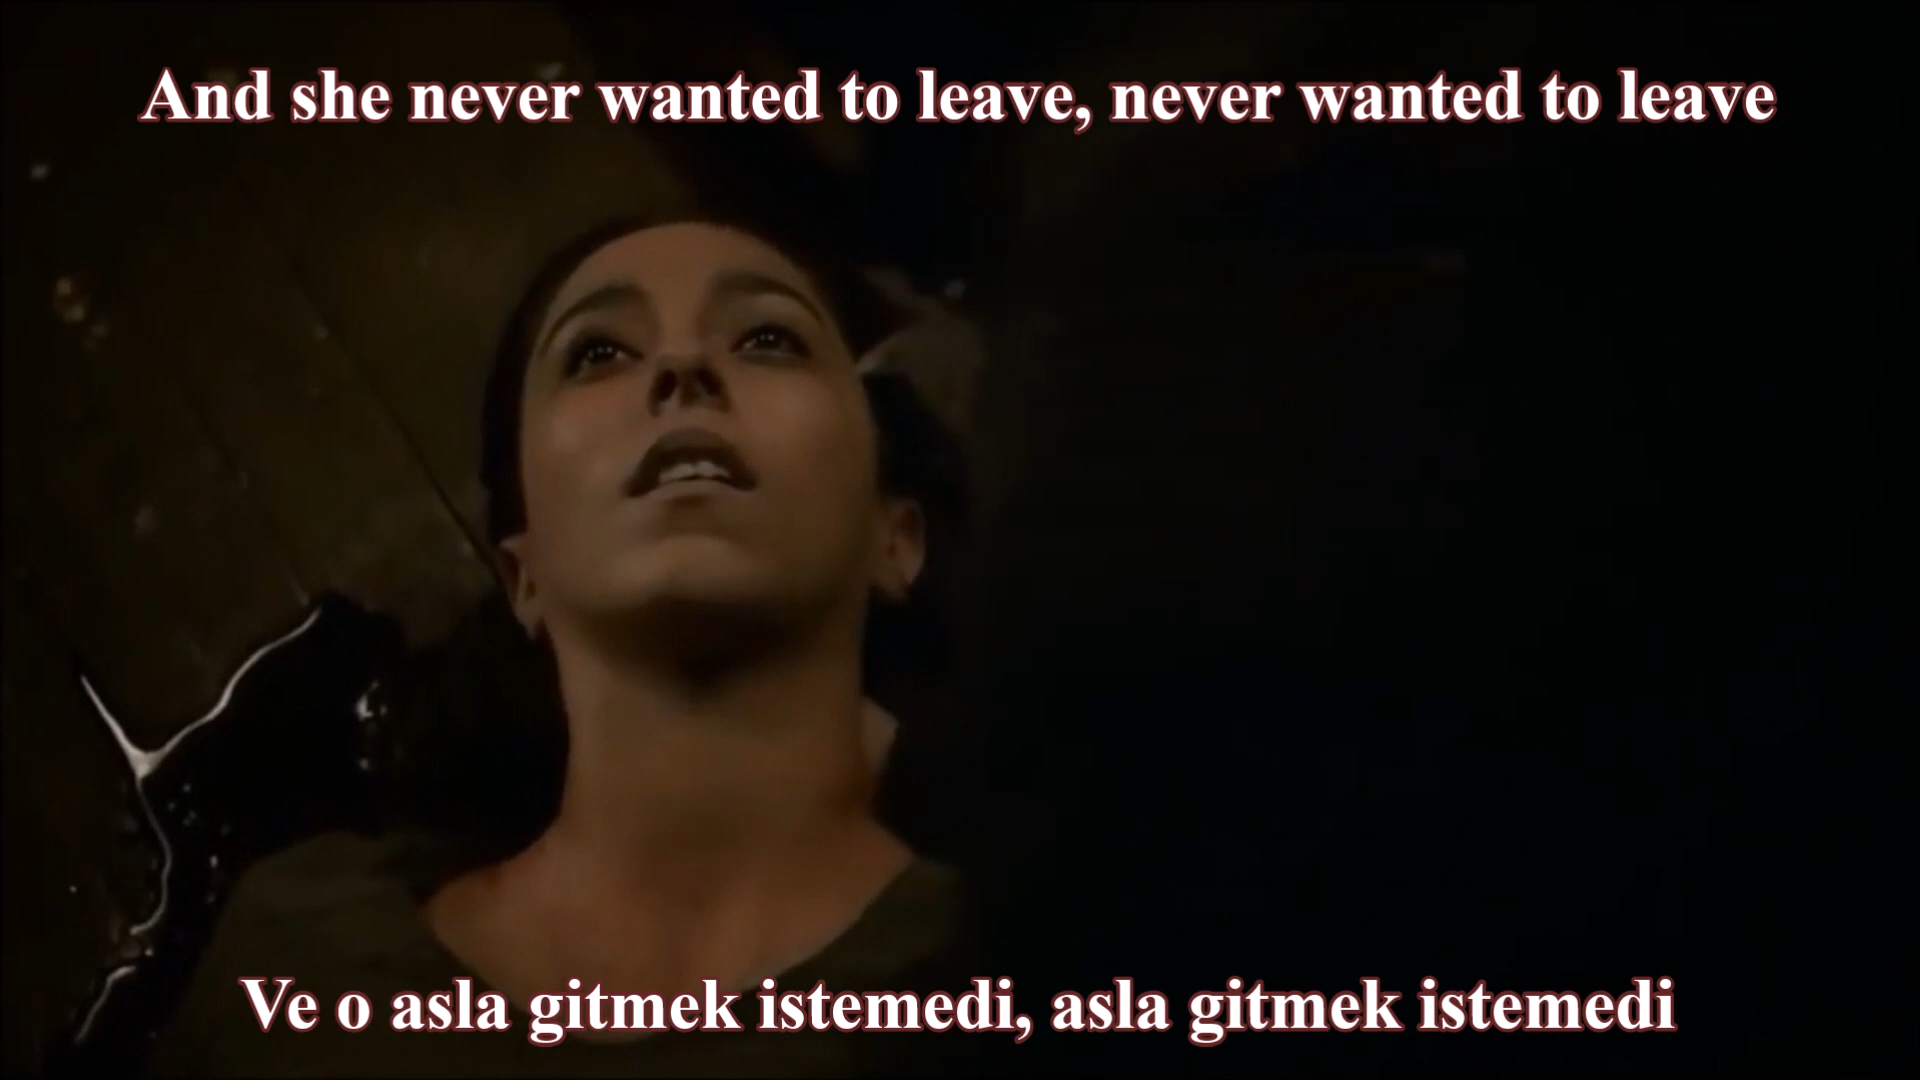 And she never wanted to leave, never wanted to leave
Ve o asla gitmek istemedi, asla gitmek istemedi